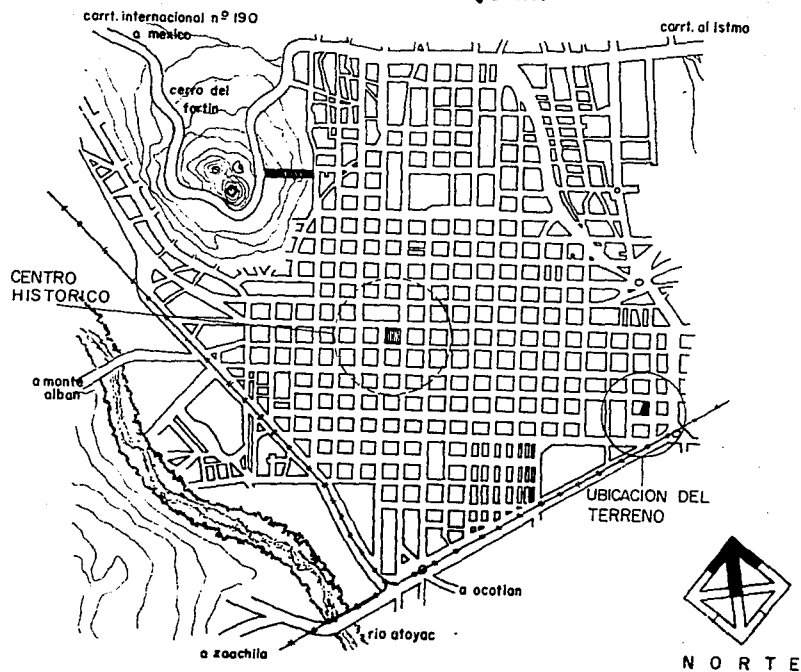 carrt. internacional nº 190
a mexico
carrt. al istmo
cerro del
fortin
CENTRO
HISTORICO
a monte
alban
UBICACION DEL
TERRENO
a ocotlan
rio atoyac
a zaachila
NORTE